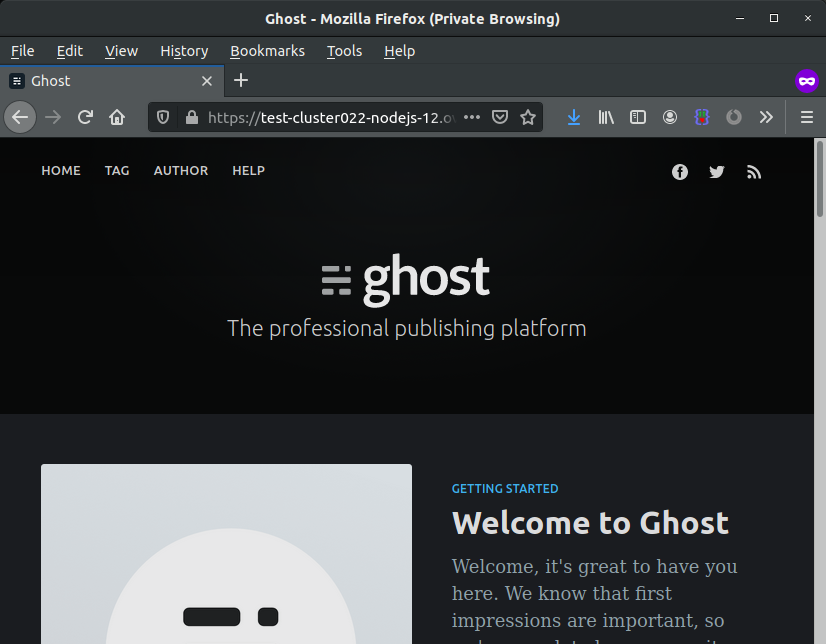 Ghost - Mozilla Firefox (Private Browsing)
File Edit View History Bookmarks Tools Help
Ghost
https://test-cluster022-nodejs-12.o
HOME TAG AUTHOR HELP
ghost
The professional publishing platform
GETTING STARTED
Welcome to Ghost
Welcome, it's great to have you
here. We know that first
impressions are important, so